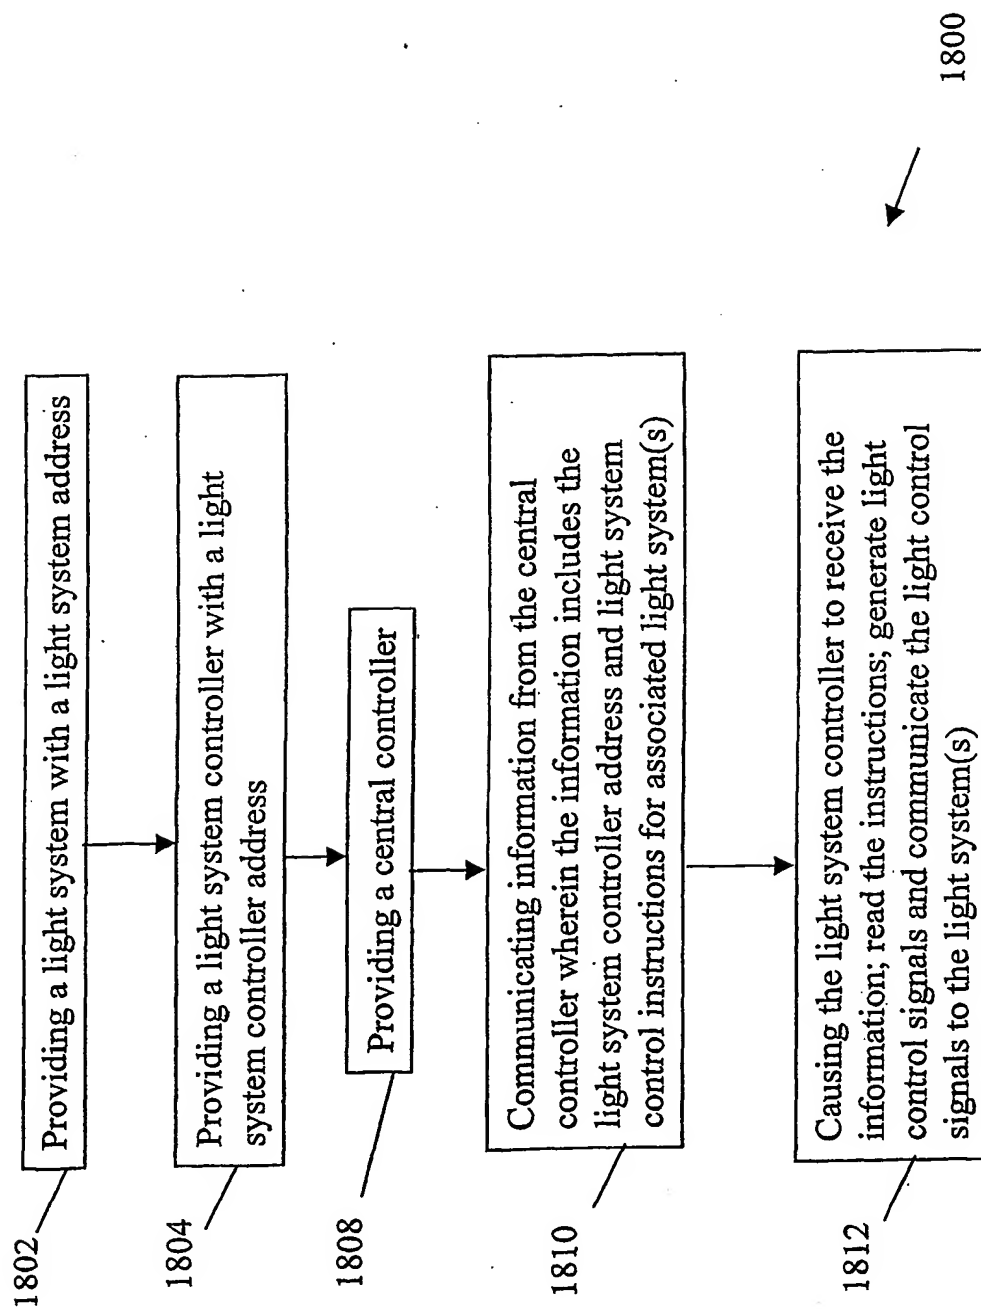 1802
Providing a light system with a light system address
1804
Providing a light system controller with a light
system controller address
1808
Providing a central controller
1810
Communicating information from the central
controller wherein the information includes the
light system controller address and light system
control instructions for associated light system(s)
1812
Causing the light system controller to receive the
information; read the instructions; generate light
control signals and communicate the light control
signals to the light system(s)
1800